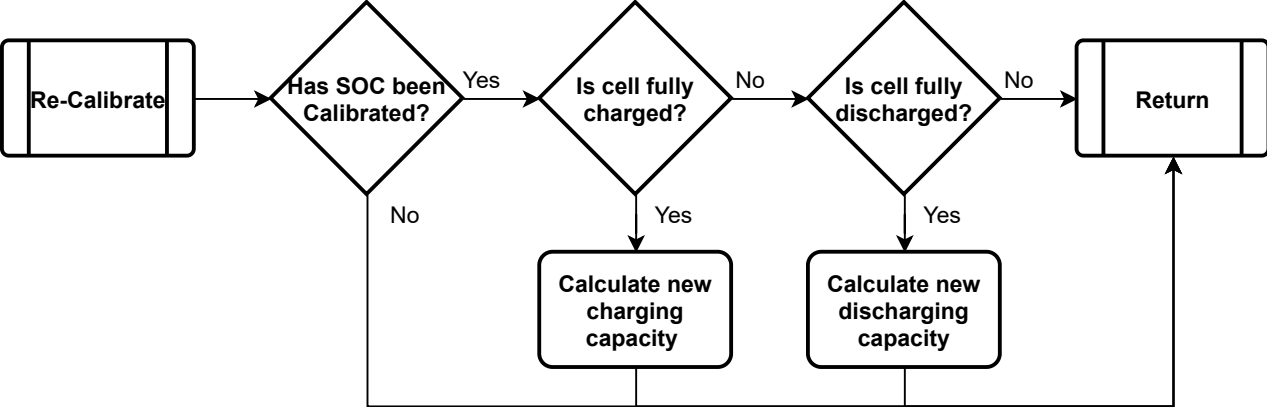 Re-Calibrate
Has SOC been
Calibrated?
Yes
Is cell fully
charged?
No
Is cell fully
discharged?
No
Return
No
Yes
Yes
Calculate new
charging
capacity
Calculate new
discharging
capacity